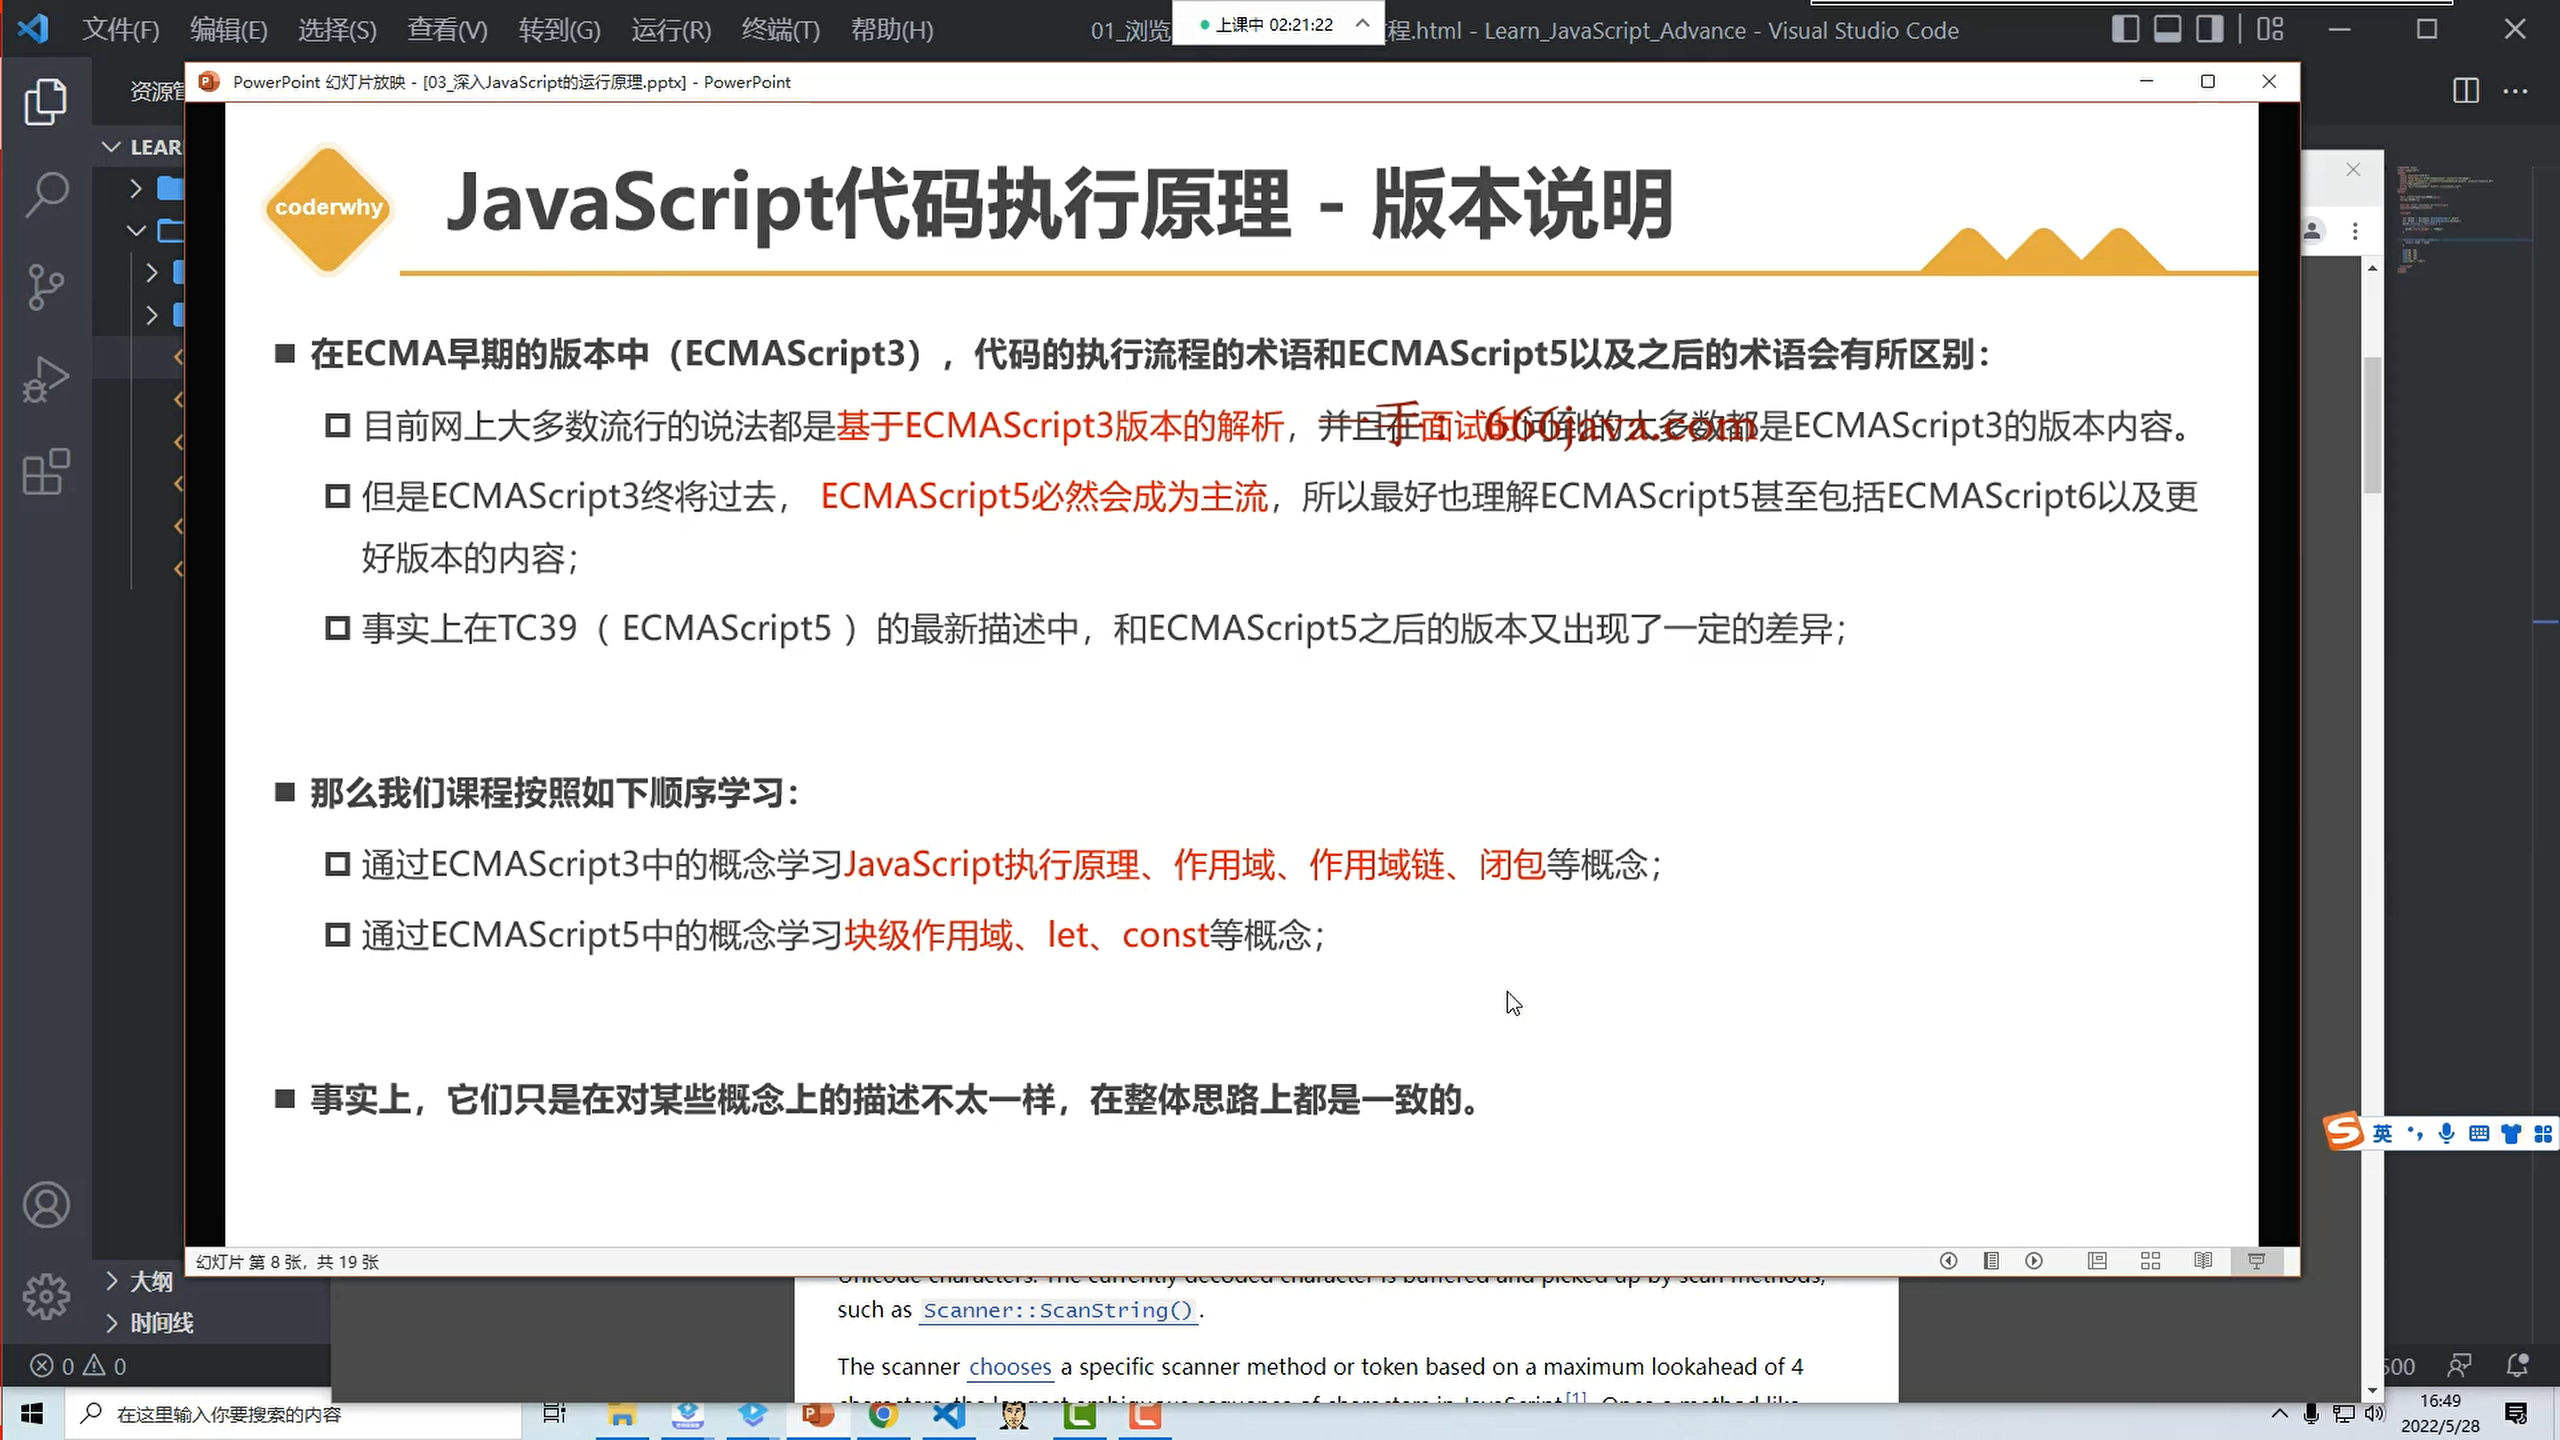 文件(F) 编辑(E) 选择(S) 查看(V) 转到(G) 运行(R) 终端(T) 帮助(H) 01_浏览 上课中 02:21:22 程.html - Learn_JavaScript_Advance - Visual Studio Code
资源管
PowerPoint 幻灯片放映 - [03_深入JavaScript的运行原理.pptx] - PowerPoint
LEAR
coderwhy
JavaScript代码执行原理 - 版本说明
在ECMA早期的版本中（ECMAScript3），代码的执行流程的术语和ECMAScript5以及之后的术语会有所区别：
目前网上大多数流行的说法都是基于ECMAScript3版本的解析，并且在面试时问到的大多数都是ECMAScript3的版本内容。
一手：666java.com
但是ECMAScript3终将过去， ECMAScript5必然会成为主流，所以最好也理解ECMAScript5甚至包括ECMAScript6以及更
好版本的内容；
事实上在TC39（ ECMAScript5 ）的最新描述中，和ECMAScript5之后的版本又出现了一定的差异；
那么我们课程按照如下顺序学习：
通过ECMAScript3中的概念学习JavaScript执行原理、作用域、作用域链、闭包等概念；
通过ECMAScript5中的概念学习块级作用域、let、const等概念；
事实上，它们只是在对某些概念上的描述不太一样，在整体思路上都是一致的。
英
幻灯片 第 8 张，共 19 张
大纲
时间线
Unicode characters. The currently decoded character is buffered and picked up by scan methods,
such as Scanner::ScanString().
The scanner chooses a specific scanner method or token based on a maximum lookahead of 4
0 0
在这里输入你要搜索的内容
16:49
2022/5/28